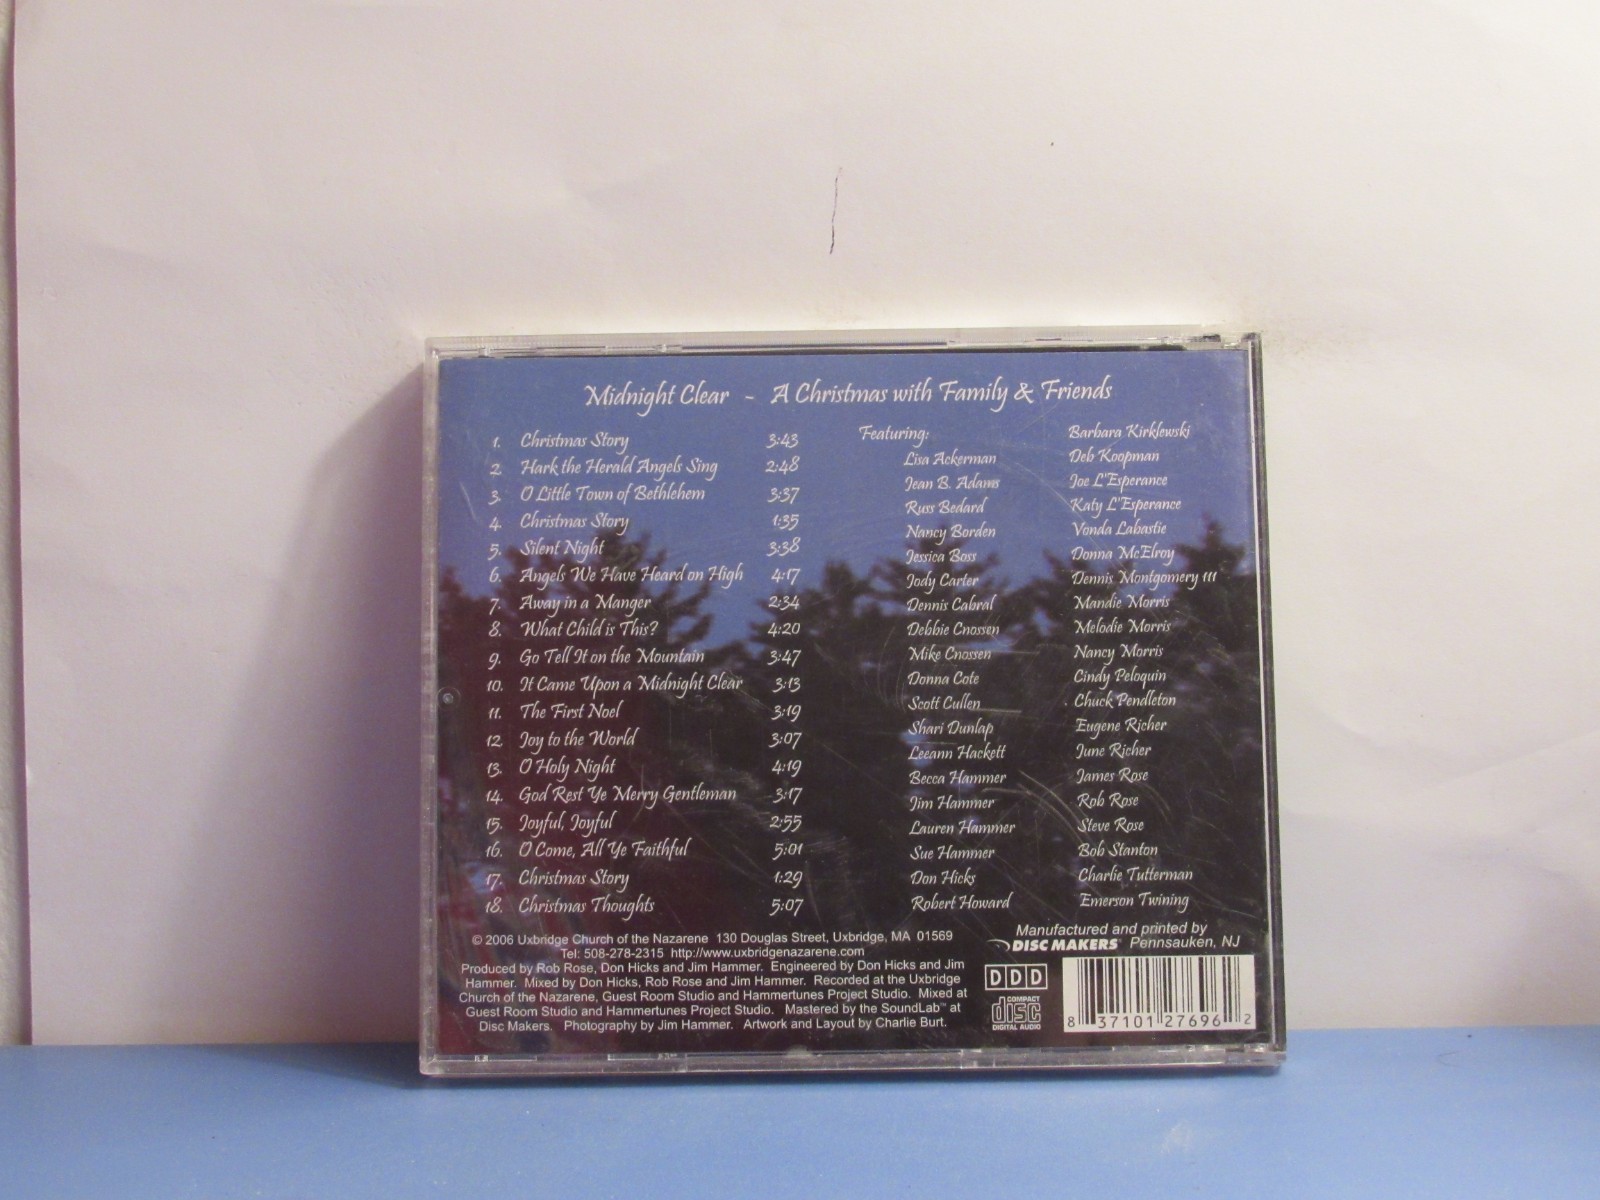 Midnight Clear - A Christmas with Family & Friends
1. Christmas Story 3:43
2 Hark the Herald Angels Sing 2:48
3. O Little Town of Bethlehem 3:37
4. Christmas Story 1:35
5. Silent Night 3:38
6. Angels We Have Heard on High 4:17
7. Away in a Manger 2:34
8. What Child is This? 4:20
9. Go Tell It on the Mountain 3:47
10. It Came Upon a Midnight Clear 3:13
11. The First Noel 3:19
12 Joy to the World 3:07
13. O Holy Night 4:19
14. God Rest Ye Merry Gentleman 3:17
15. Joyful, Joyful 2:55
16. O Come, All Ye Faithful 5:01
17. Christmas Story 1:29
18. Christmas Thoughts 5:07
Featuring:
Lisa Ackerman
Jean B. Adams
Russ Bedard
Nancy Borden
Jessica Boss
Jody Carter
Dennis Cabral
Debbie Cnossen
Mike Cnossen
Donna Cote
Scott Cullen
Shari Dunlap
Leeann Hackett
Becca Hammer
Jim Hammer
Lauren Hammer
Sue Hammer
Don Hicks
Robert Howard
Barbara Kirklewski
Deb Koopman
Joe L'Esperance
Katy L'Esperance
Vonda Labastie
Donna McElroy
Dennis Montgomery III
Mandie Morris
Melodie Morris
Nancy Morris
Cindy Peloquin
Chuck Pendleton
Eugene Richer
June Richer
James Rose
Rob Rose
Steve Rose
Bob Stanton
Charlie Tutterman
Emerson Twining
© 2006 Uxbridge Church of the Nazarene 130 Douglas Street, Uxbridge, MA 01569
Tel: 508-278-2315 http://www.uxbridgenazarene.com
Produced by Rob Rose, Don Hicks and Jim Hammer. Engineered by Don Hicks and Jim
Hammer. Mixed by Don Hicks, Rob Rose and Jim Hammer. Recorded at the Uxbridge
Church of the Nazarene, Guest Room Studio and Hammertunes Project Studio. Mixed at
Guest Room Studio and Hammertunes Project Studio. Mastered by the SoundLab™ at
Disc Makers. Photography by Jim Hammer. Artwork and Layout by Charlie Burt.
Manufactured and printed by
DISC MAKERS® Pennsauken, NJ
DDD
COMPACT
disc
DIGITAL AUDIO
8 37101 27696 2